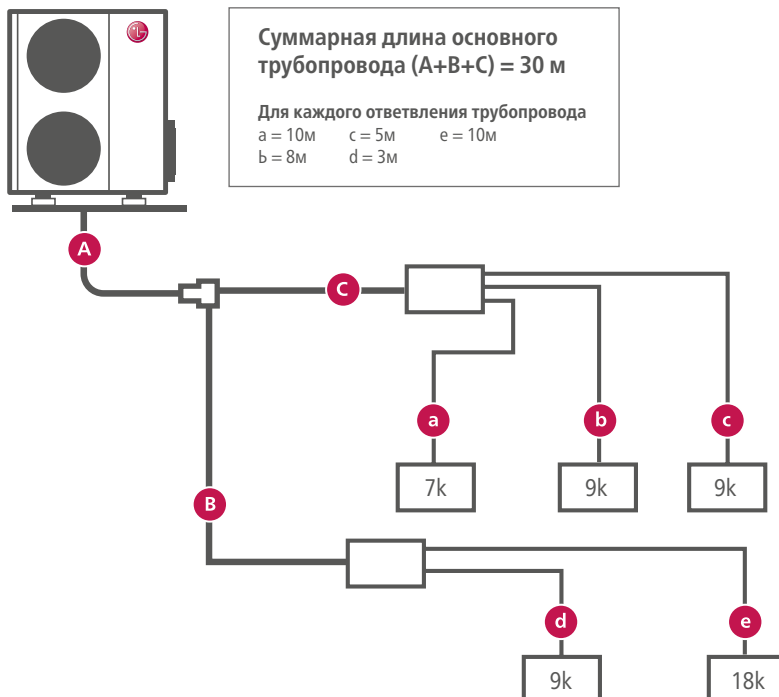 Суммарная длина основного
трубопровода (A+B+C) = 30 м
Для каждого ответвления трубопровода
a = 10м c = 5м e = 10м
b = 8м d = 3м
LG
A
C
a
b
c
7k
9k
9k
B
d
e
9k
18k